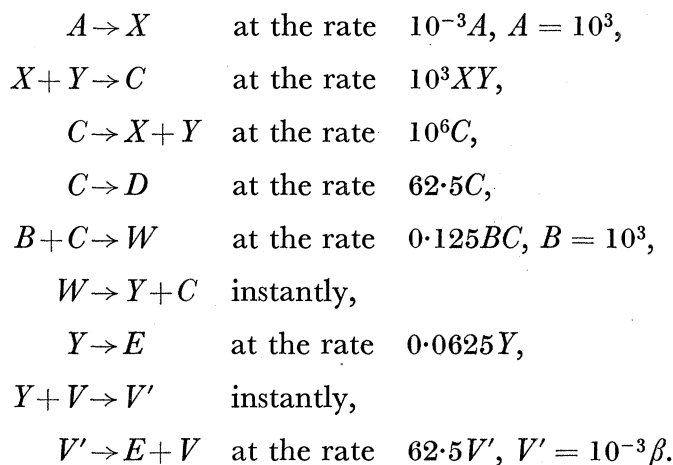 A → X at the rate 10⁻³A, A = 10³,
X+Y → C at the rate 10³XY,
C → X+Y at the rate 10⁶C,
C → D at the rate 62·5C,
B+C → W at the rate 0·125BC, B = 10³,
W → Y+C instantly,
Y → E at the rate 0·0625Y,
Y+V → V′ instantly,
V′ → E+V at the rate 62·5V′, V′ = 10⁻³β.